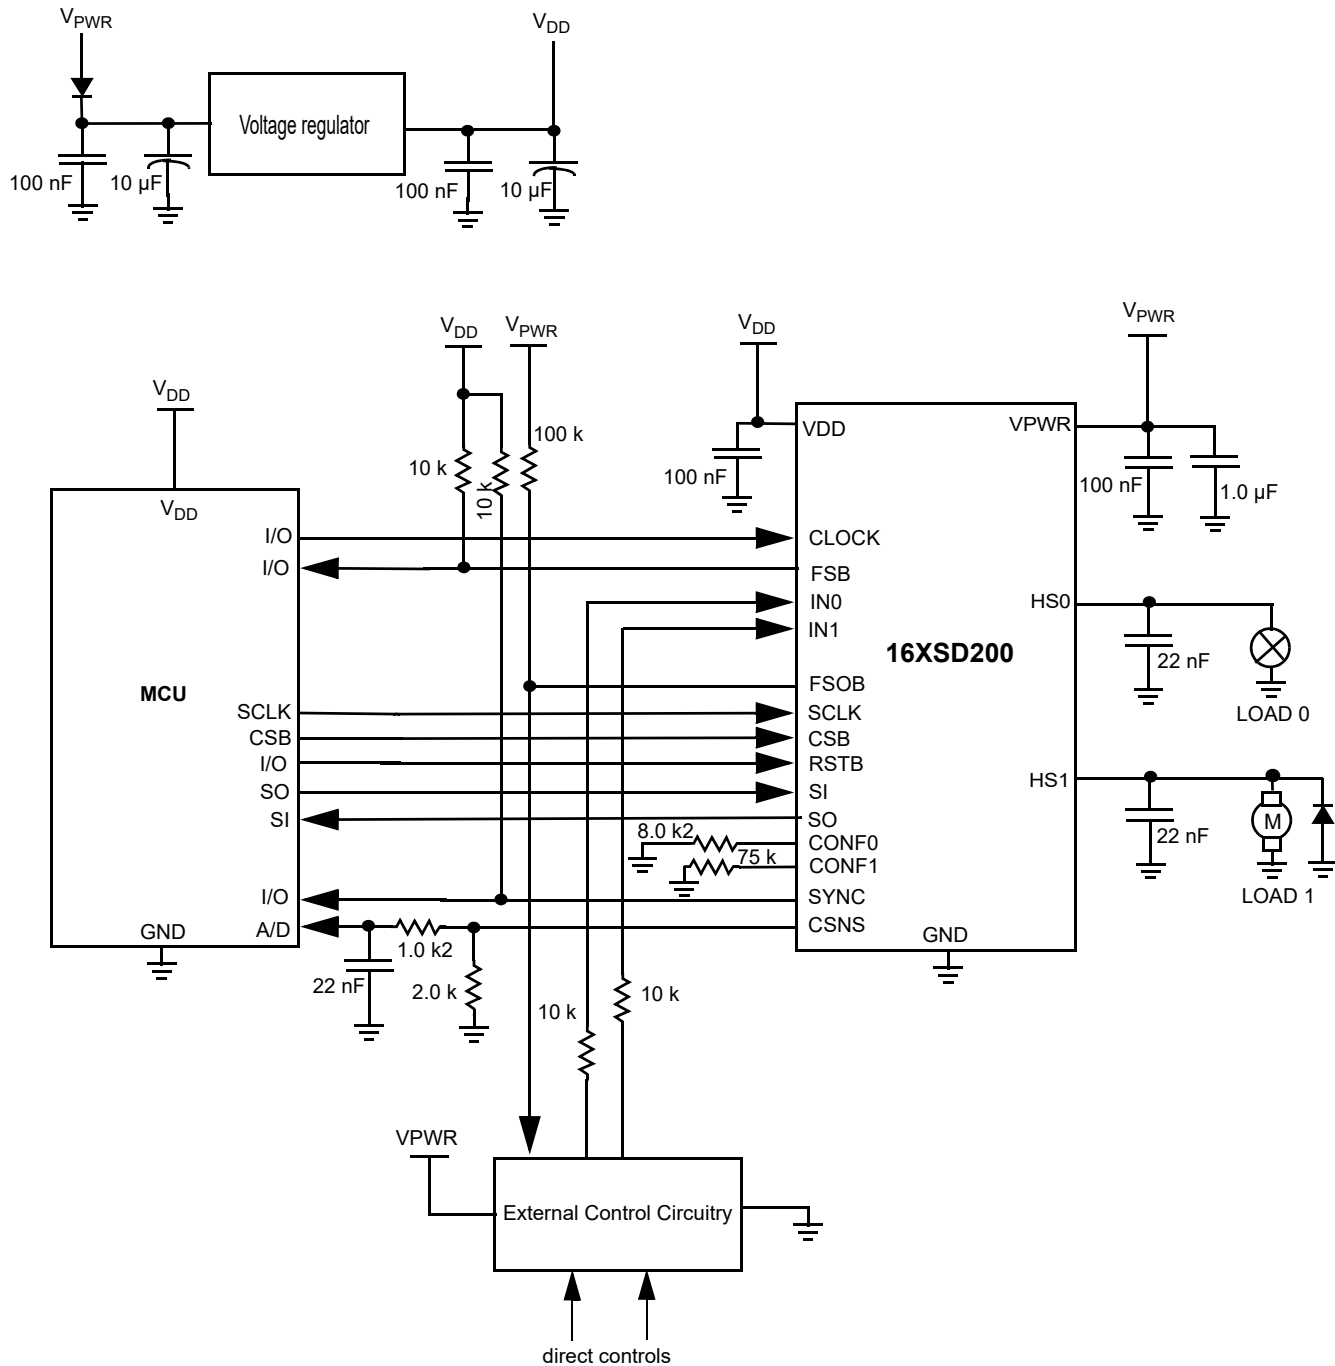 VPWR
VDD
Voltage regulator
100 nF
10 µF
100 nF
10 µF
VDD
VPWR
VDD
VPWR
VDD
100 k
10 k
10 k
VDD
VPWR
100 nF
100 nF
1.0 µF
VDD
I/O
CLOCK
I/O
FSB
IN0
HS0
IN1
16XSD200
22 nF
MCU
FSOB
SCLK
SCLK
LOAD 0
CSB
CSB
I/O
RSTB
HS1
SO
SI
SI
SO
M
22 nF
8.0 k2
CONF0
75 k
CONF1
I/O
SYNC
LOAD 1
GND
A/D
CSNS
GND
1.0 k2
22 nF
2.0 k
10 k
10 k
VPWR
External Control Circuitry
direct controls